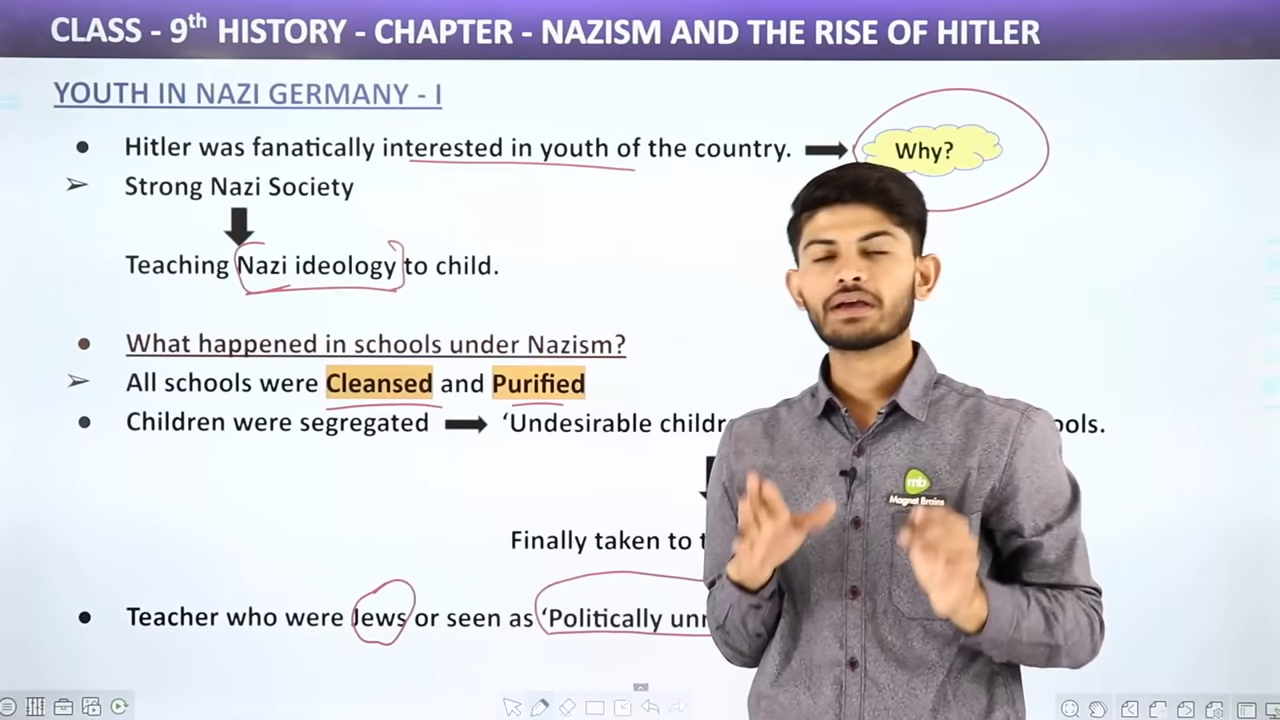 CLASS - 9th HISTORY - CHAPTER - NAZISM AND THE RISE OF HITLER
YOUTH IN NAZI GERMANY - I
● Hitler was fanatically interested in youth of the country. Why?
➢ Strong Nazi Society
Teaching Nazi ideology to child.
● What happened in schools under Nazism?
➢ All schools were Cleansed and Purified
● Children were segregated ‘Undesirable
Finally taken to
● Teacher who were Jews or seen as ‘Politically
mb
Magnet Brains